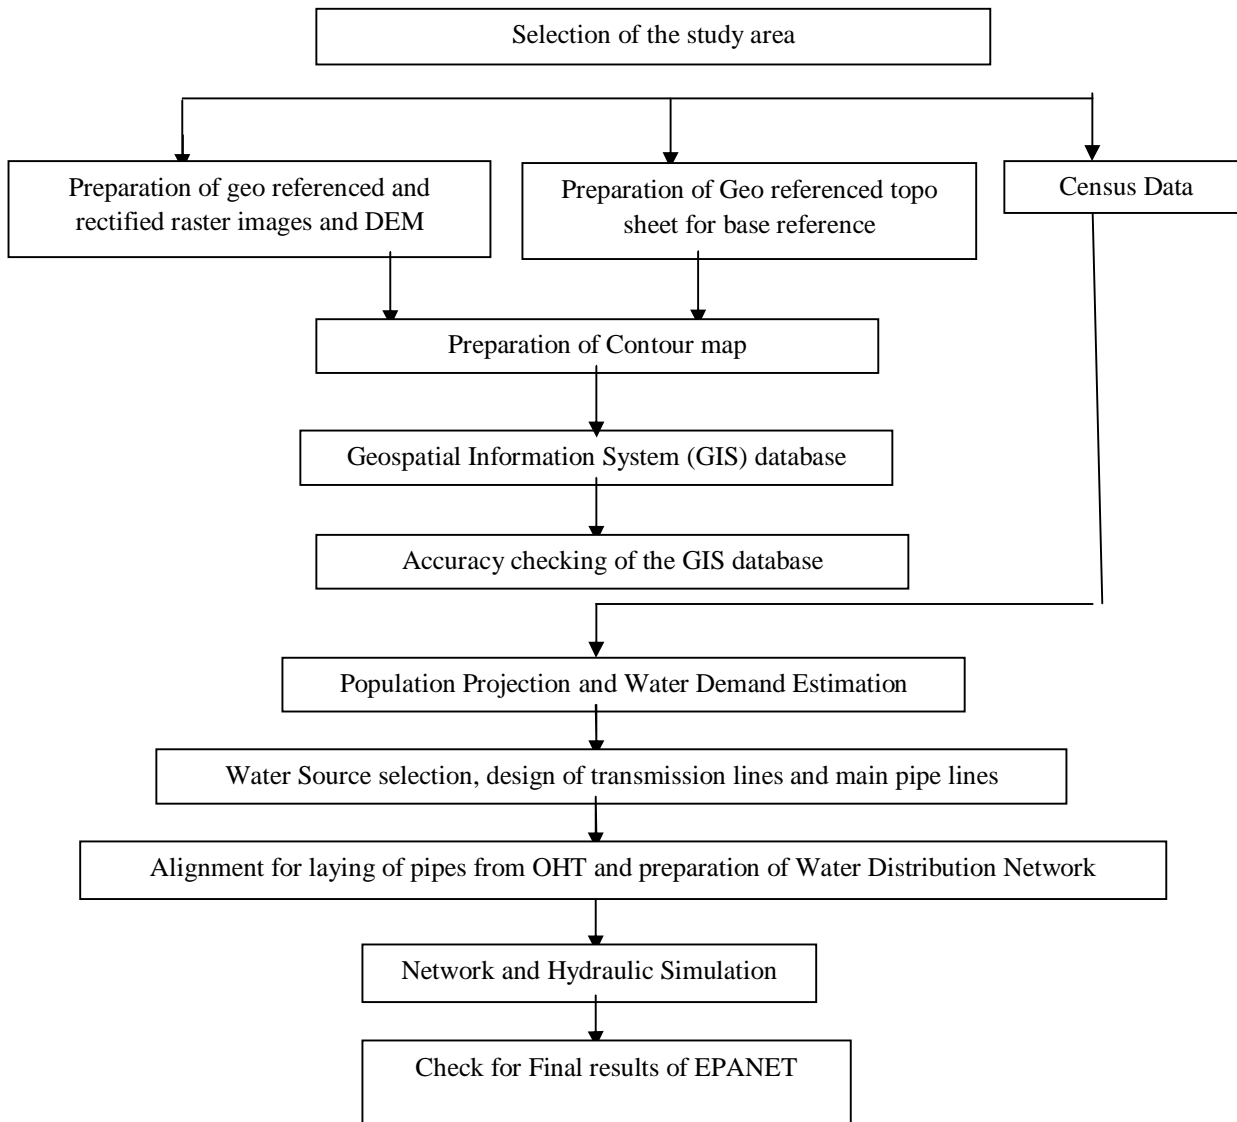 Selection of the study area
Preparation of geo referenced and
rectified raster images and DEM
Preparation of Geo referenced topo
sheet for base reference
Census Data
Preparation of Contour map
Geospatial Information System (GIS) database
Accuracy checking of the GIS database
Population Projection and Water Demand Estimation
Water Source selection, design of transmission lines and main pipe lines
Alignment for laying of pipes from OHT and preparation of Water Distribution Network
Network and Hydraulic Simulation
Check for Final results of EPANET